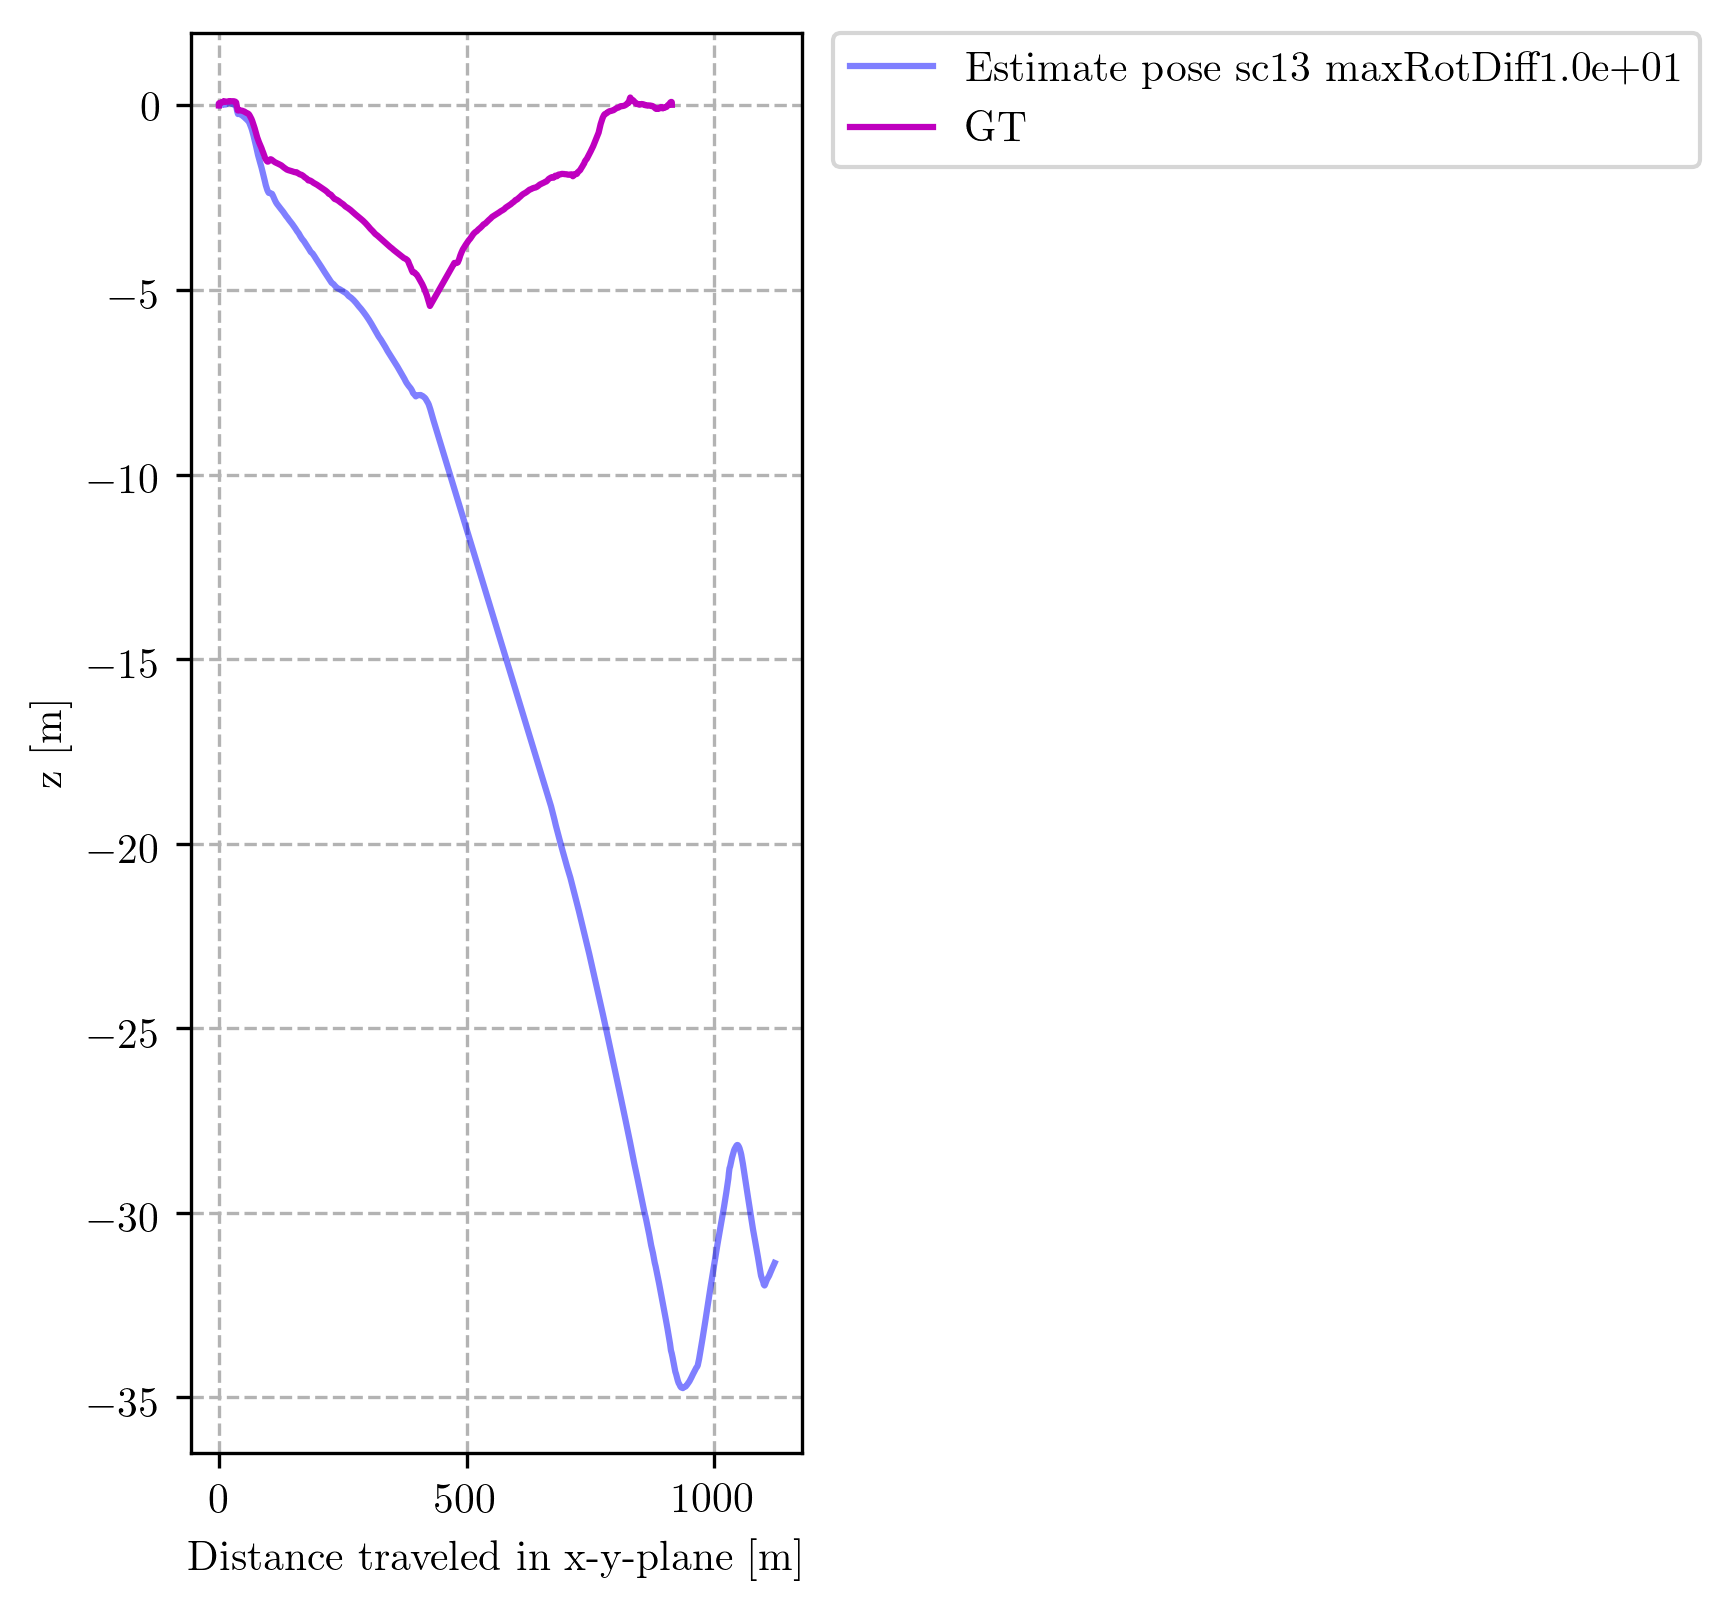 Estimate pose sc13 maxRotDiff1.0e+01
GT
0
−5
−10
−15
−20
−25
−30
−35
z [m]
0 500 1000
Distance traveled in x-y-plane [m]